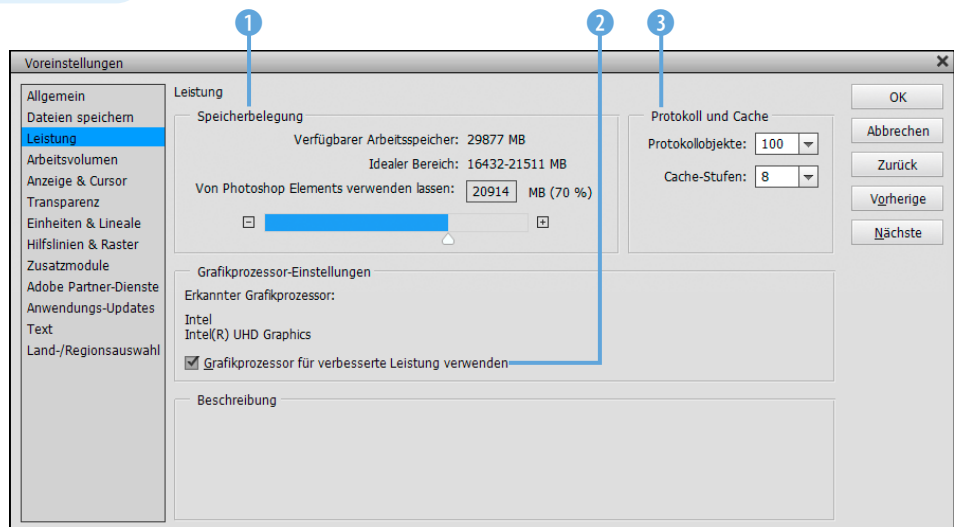 1 2 3
Voreinstellungen
Allgemein
Dateien speichern
Leistung
Arbeitsvolumen
Anzeige & Cursor
Transparenz
Einheiten & Lineale
Hilfslinien & Raster
Zusatzmodule
Adobe Partner-Dienste
Anwendungs-Updates
Text
Land-/Regionsauswahl
Leistung
Speicherbelegung
Verfügbarer Arbeitsspeicher: 29877 MB
Idealer Bereich: 16432-21511 MB
Von Photoshop Elements verwenden lassen: 20914 MB (70 %)
Protokoll und Cache
Protokollobjekte: 100
Cache-Stufen: 8
Grafikprozessor-Einstellungen
Erkannter Grafikprozessor:
Intel
Intel(R) UHD Graphics
Grafikprozessor für verbesserte Leistung verwenden
Beschreibung
OK
Abbrechen
Zurück
Vorherige
Nächste